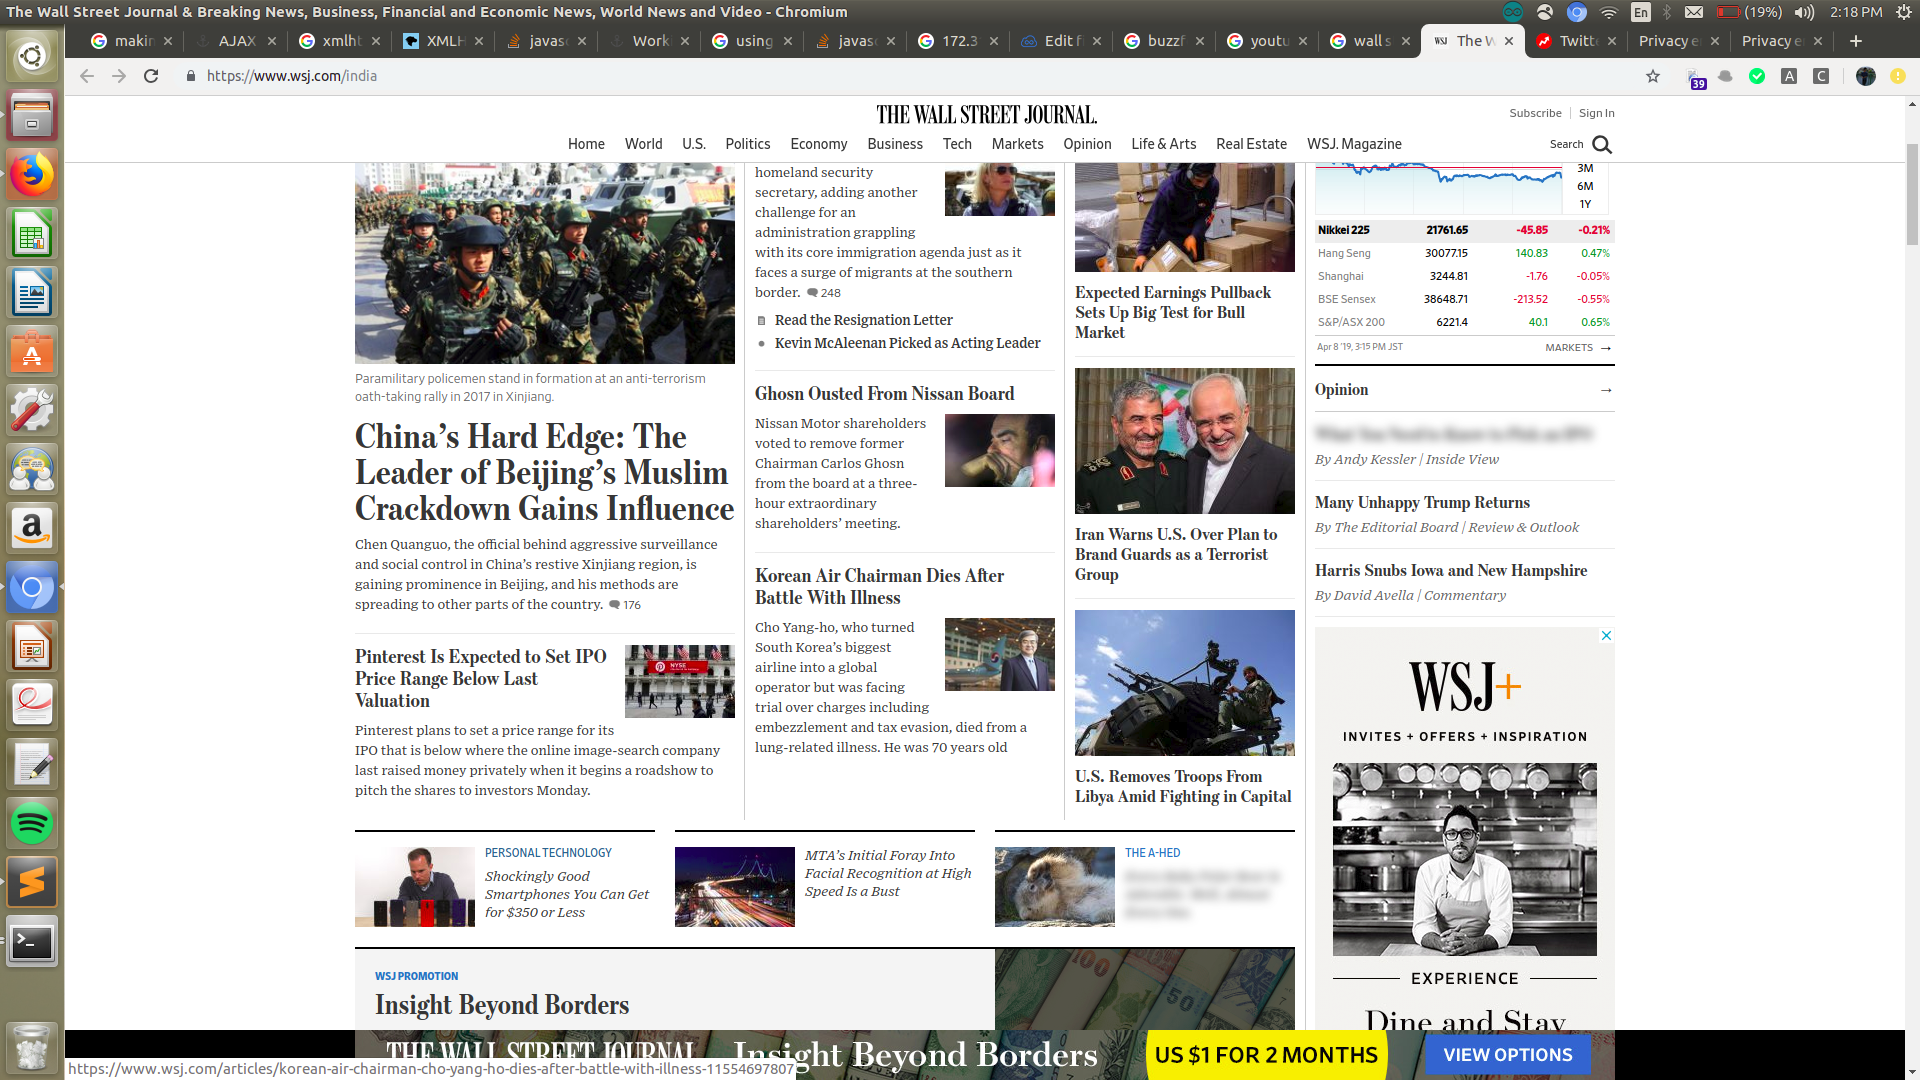 The Wall Street Journal & Breaking News, Business, Financial and Economic News, World News and Video - Chromium
En
(19%)
2:18 PM
makin
AJAX
xmlht
XMLH
javasc
Work
using
javasc
172.3
Edit f
buzzf
youtu
wall s
WSJ
The W
Twitt
Privacy e
Privacy e
https://www.wsj.com/india
39
A
C
THE WALL STREET JOURNAL.
Subscribe
Sign In
Home
World
U.S.
Politics
Economy
Business
Tech
Markets
Opinion
Life & Arts
Real Estate
WSJ. Magazine
Search
Paramilitary policemen stand in formation at an anti-terrorism
oath-taking rally in 2017 in Xinjiang.
China’s Hard Edge: The
Leader of Beijing’s Muslim
Crackdown Gains Influence
Chen Quanguo, the official behind aggressive surveillance
and social control in China’s restive Xinjiang region, is
gaining prominence in Beijing, and his methods are
spreading to other parts of the country. 176
Pinterest Is Expected to Set IPO
Price Range Below Last
Valuation
NYSE
Pinterest plans to set a price range for its
IPO that is below where the online image-search company
last raised money privately when it begins a roadshow to
pitch the shares to investors Monday.
homeland security
secretary, adding another
challenge for an
administration grappling
with its core immigration agenda just as it
faces a surge of migrants at the southern
border. 248
Read the Resignation Letter
Kevin McAleenan Picked as Acting Leader
Ghosn Ousted From Nissan Board
Nissan Motor shareholders
voted to remove former
Chairman Carlos Ghosn
from the board at a three-
hour extraordinary
shareholders’ meeting.
Korean Air Chairman Dies After
Battle With Illness
Cho Yang-ho, who turned
South Korea’s biggest
airline into a global
operator but was facing
trial over charges including
embezzlement and tax evasion, died from a
lung-related illness. He was 70 years old
Expected Earnings Pullback
Sets Up Big Test for Bull
Market
Iran Warns U.S. Over Plan to
Brand Guards as a Terrorist
Group
U.S. Removes Troops From
Libya Amid Fighting in Capital
3M
6M
1Y
Nikkei 225 21761.65 -45.85 -0.21%
Hang Seng 30077.15 140.83 0.47%
Shanghai 3244.81 -1.76 -0.05%
BSE Sensex 38648.71 -213.52 -0.55%
S&P/ASX 200 6221.4 40.1 0.65%
Apr 8 '19, 3:15 PM JST
MARKETS →
Opinion →
By Andy Kessler | Inside View
Many Unhappy Trump Returns
By The Editorial Board | Review & Outlook
Harris Snubs Iowa and New Hampshire
By David Avella | Commentary
WSJ+
INVITES + OFFERS + INSPIRATION
EXPERIENCE
Dine and Stay
PERSONAL TECHNOLOGY
Shockingly Good
Smartphones You Can Get
for $350 or Less
MTA’s Initial Foray Into
Facial Recognition at High
Speed Is a Bust
THE A-HED
WSJ PROMOTION
Insight Beyond Borders
100
50
THE WALL STREET JOURNAL
Insight Beyond Borders
US $1 FOR 2 MONTHS
VIEW OPTIONS
https://www.wsj.com/articles/korean-air-chairman-cho-yang-ho-dies-after-battle-with-illness-11554697807